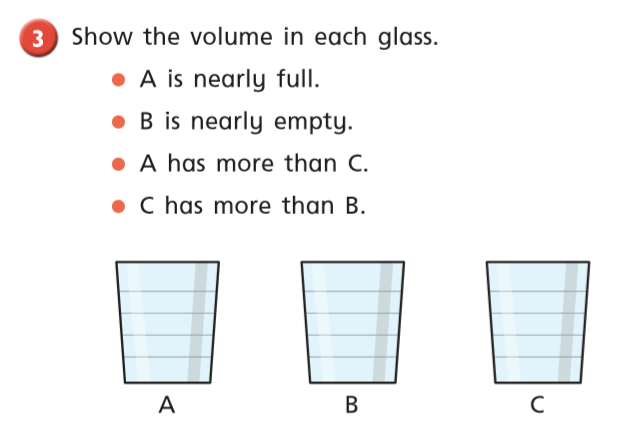 3 Show the volume in each glass.
• A is nearly full.
• B is nearly empty.
• A has more than C.
• C has more than B.
A B C